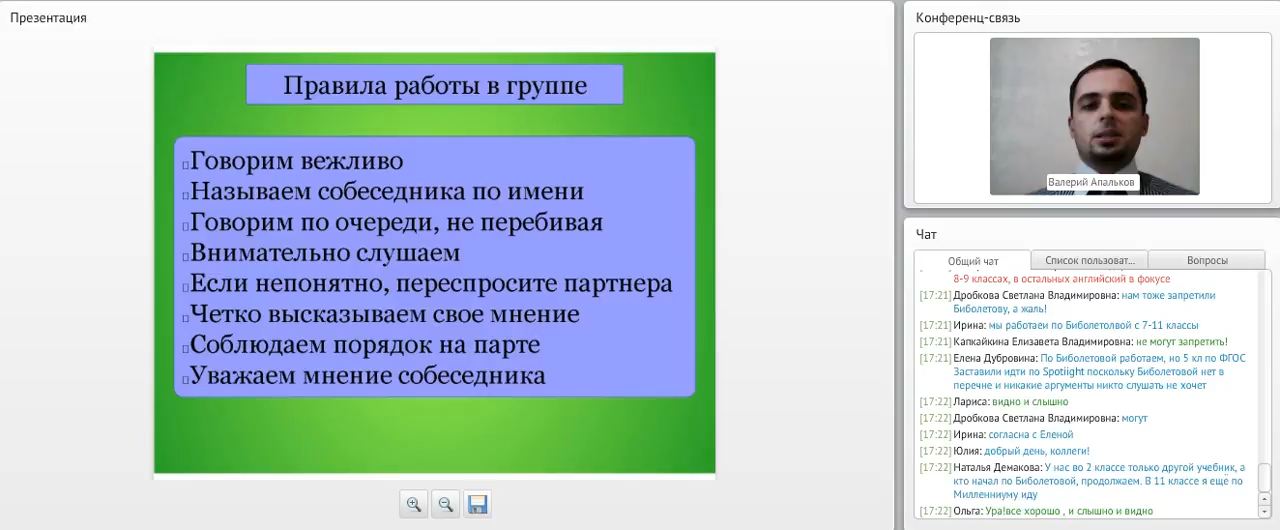 Презентация
Правила работы в группе
Говорим вежливо
Называем собеседника по имени
Говорим по очереди, не перебивая
Внимательно слушаем
Если непонятно, переспросите партнера
Четко высказываем свое мнение
Соблюдаем порядок на парте
Уважаем мнение собеседника
Конференц-связь
Валерий Апальков
Чат
Общий чат
Список пользоват...
Вопросы
8-9 классах, в остальных английский в фокусе
[17:21] Дробкова Светлана Владимировна: нам тоже запретили
Биболетову, а жаль!
[17:21] Ирина: мы работаеи по Биболетолвой с 7-11 классы
[17:21] Капкайкина Елизавета Владимировна: не могут запретить!
[17:21] Елена Дубровина: По Биболетовой работаем, но 5 кл по ФГОС
Заставили идти по Spotiight поскольку Биболетовой нет в
перечне и никакие аргументы никто слушать не хочет
[17:22] Лариса: видно и слышно
[17:22] Дробкова Светлана Владимировна: могут
[17:22] Ирина: согласна с Еленой
[17:22] Юлия: добрый день, коллеги!
[17:22] Наталья Демакова: У нас во 2 классе только другой учебник, а
кто начал по Биболетовой, продолжаем. В 11 классе я ещё по
Миллениуму иду
[17:22] Ольга: Ура!все хорошо , и слышно и видно